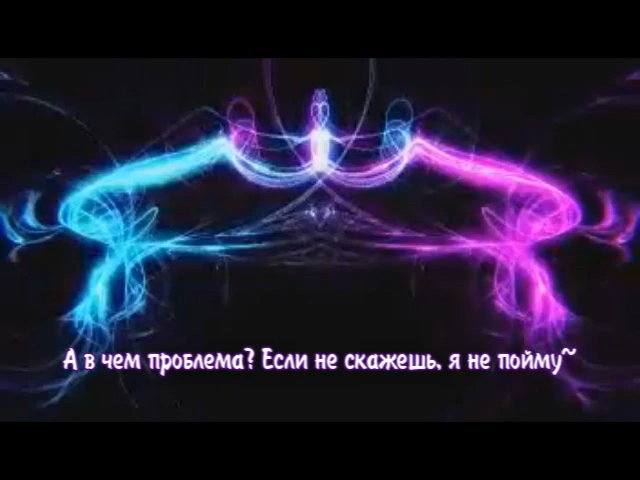 А в чем проблема? Если не скажешь, я не пойму~